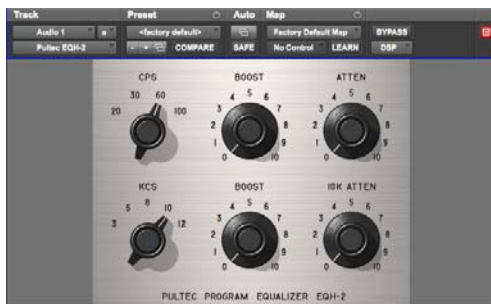 Track Preset Auto Map
Audio 1 a <factory default> Factory Default Map BYPASS
Pultec EQH-2 - + COMPARE SAFE No Control LEARN DSP
CPS BOOST ATTEN
20 30 60 100
0 1 2 3 4 5 6 7 8 9 10
0 1 2 3 4 5 6 7 8 9 10
KCS BOOST 10K ATTEN
3 5 8 10 12
0 1 2 3 4 5 6 7 8 9 10
0 1 2 3 4 5 6 7 8 9 10
PULTEC PROGRAM EQUALIZER EQH-2